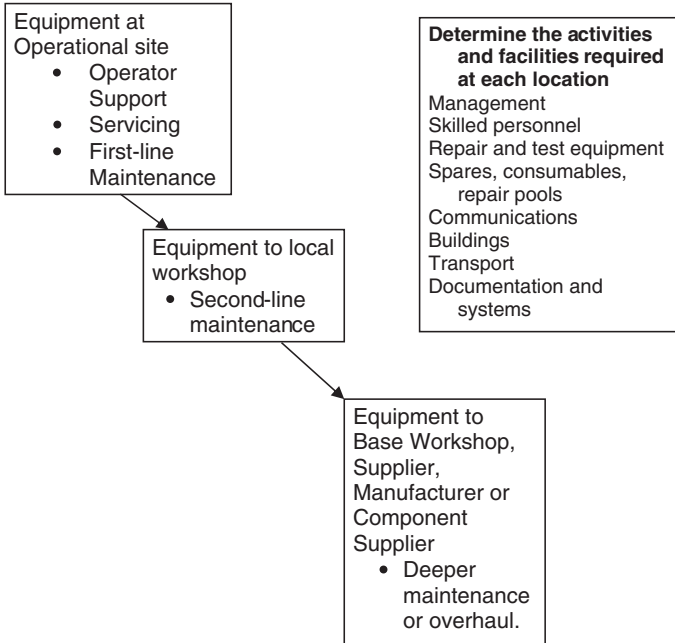 Equipment at
Operational site
• Operator
Support
• Servicing
• First-line
Maintenance
Determine the activities
and facilities required
at each location
Management
Skilled personnel
Repair and test equipment
Spares, consumables,
repair pools
Communications
Buildings
Transport
Documentation and
systems
Equipment to local
workshop
• Second-line
maintenance
Equipment to
Base Workshop,
Supplier,
Manufacturer or
Component
Supplier
• Deeper
maintenance
or overhaul.